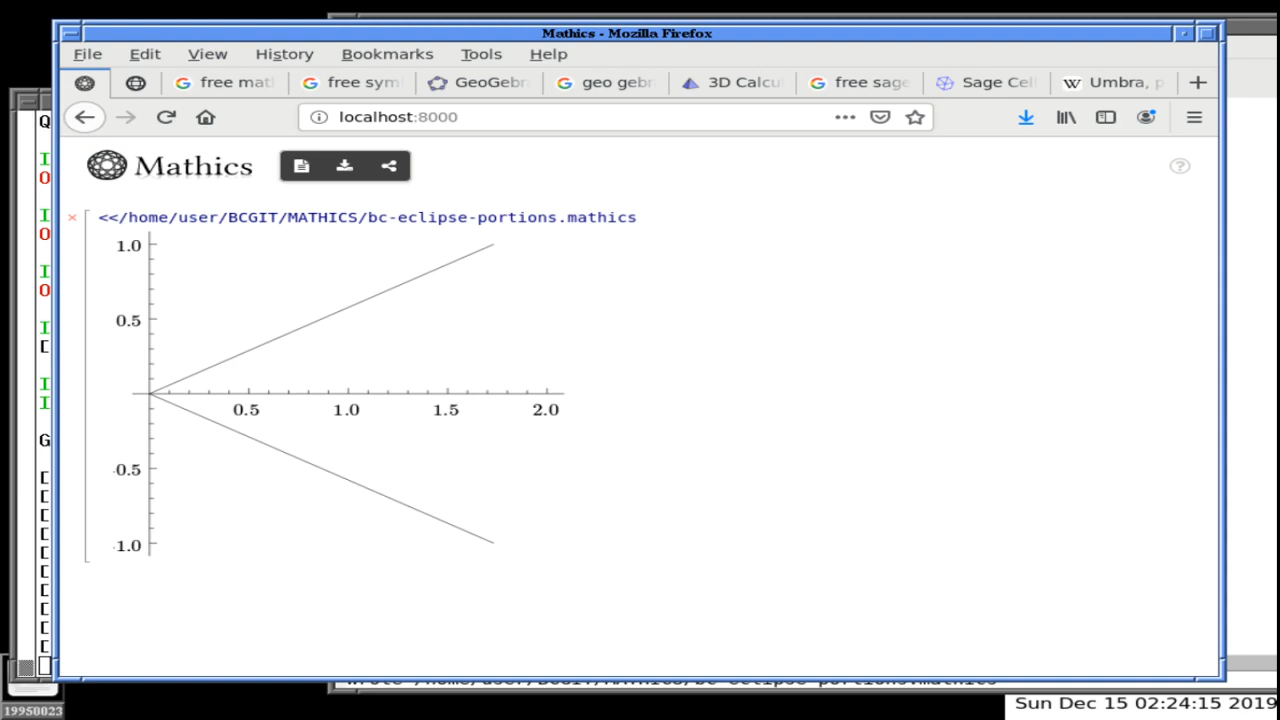 Mathics - Mozilla Firefox
File Edit View History Bookmarks Tools Help
free mat free sym GeoGebr geo gebr 3D Calcu free sage Sage Cel Umbra, p
localhost:8000
Mathics
<</home/user/BCGIT/MATHICS/bc-eclipse-portions.mathics
1.0
0.5
0.5 1.0 1.5 2.0
-0.5
-1.0
19950023
Sun Dec 15 02:24:15 2019